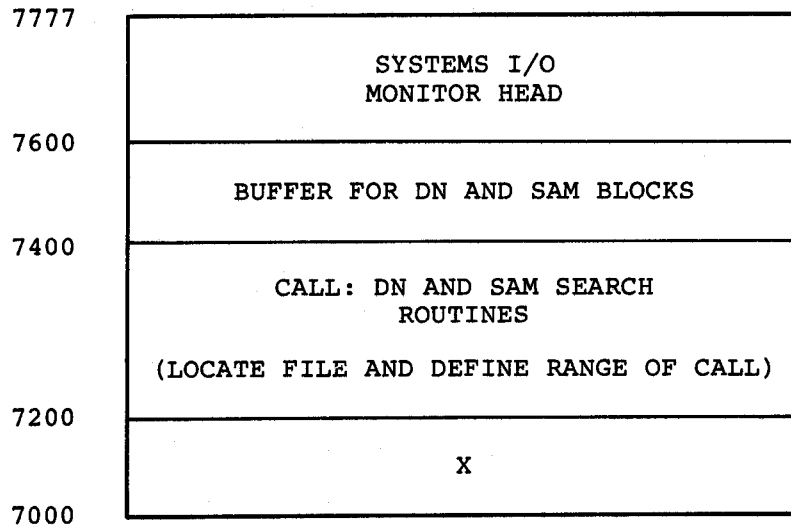 7777
SYSTEMS I/O
MONITOR HEAD
7600
BUFFER FOR DN AND SAM BLOCKS
7400
CALL: DN AND SAM SEARCH
ROUTINES
(LOCATE FILE AND DEFINE RANGE OF CALL)
7200
X
7000